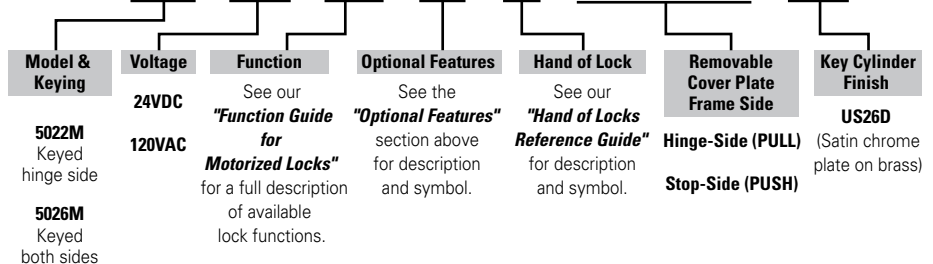 Model &
Keying
5022M
Keyed
hinge side
5026M
Keyed
both sides
Voltage
24VDC
120VAC
Function
See our
"Function Guide
for
Motorized Locks"
for a full description
of available
lock functions.
Optional Features
See the
"Optional Features"
section above
for description
and symbol.
Hand of Lock
See our
"Hand of Locks
Reference Guide"
for description
and symbol.
Removable
Cover Plate
Frame Side
Hinge-Side (PULL)
Stop-Side (PUSH)
Key Cylinder
Finish
US26D
(Satin chrome
plate on brass)